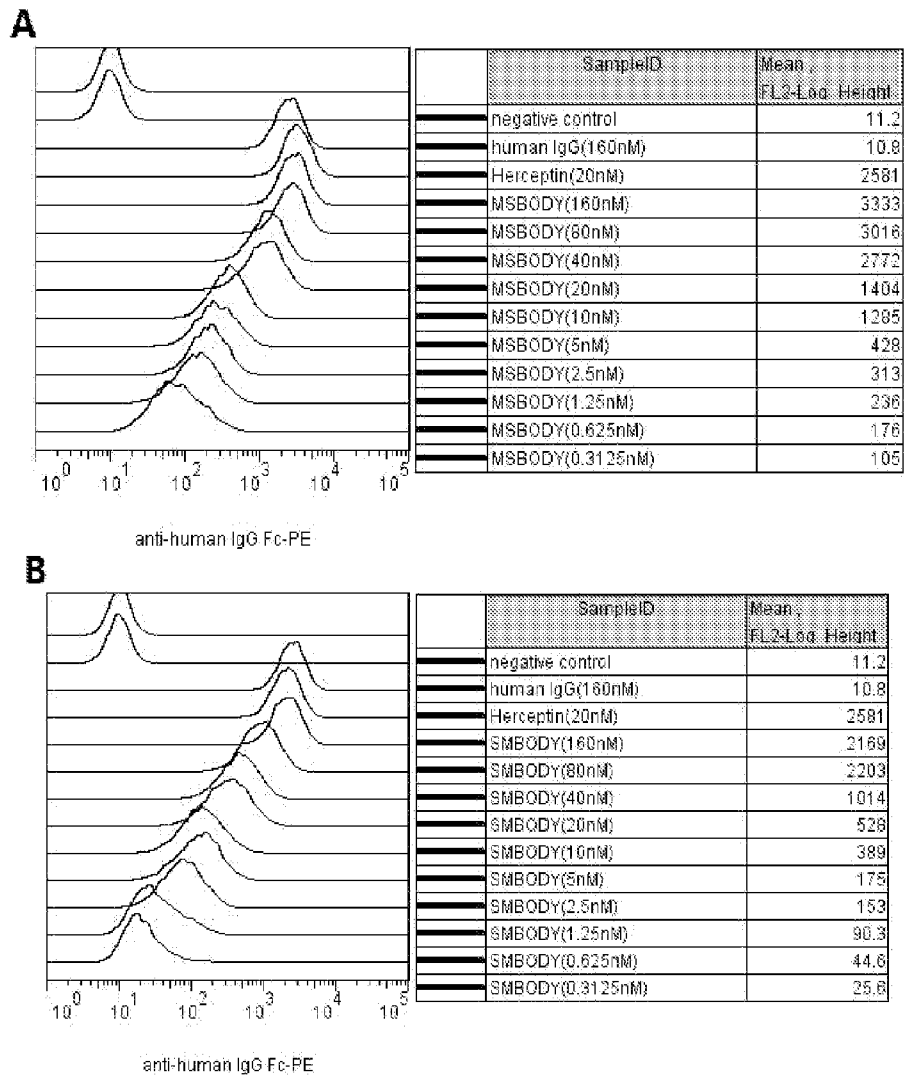 A
SampleID Mean, FL2-Log_Height
negative control 11.2
human IgG(160nM) 10.8
Herceptin(20nM) 2581
MSBODY(160nM) 3333
MSBODY(80nM) 3016
MSBODY(40nM) 2772
MSBODY(20nM) 1404
MSBODY(10nM) 1285
MSBODY(5nM) 428
MSBODY(2.5nM) 313
MSBODY(1.25nM) 236
MSBODY(0.625nM) 176
MSBODY(0.3125nM) 105
10^0 10^1 10^2 10^3 10^4 10^5
anti-human IgG Fc-PE
B
SampleID Mean, FL2-Log_Height
negative control 11.2
human IgG(160nM) 10.8
Herceptin(20nM) 2581
SMBODY(160nM) 2169
SMBODY(80nM) 2203
SMBODY(40nM) 1014
SMBODY(20nM) 528
SMBODY(10nM) 389
SMBODY(5nM) 175
SMBODY(2.5nM) 153
SMBODY(1.25nM) 90.3
SMBODY(0.625nM) 44.6
SMBODY(0.3125nM) 25.6
10^0 10^1 10^2 10^3 10^4 10^5
anti-human IgG Fc-PE